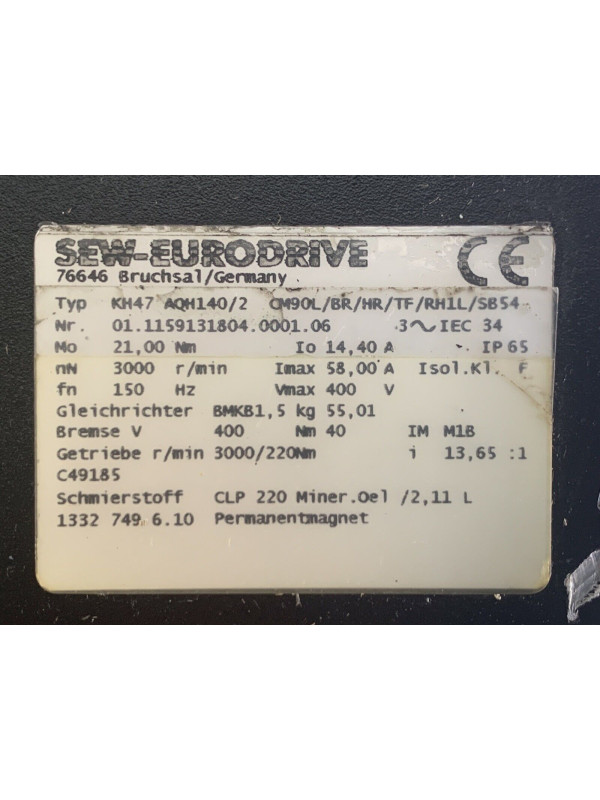 SEW-EURODRIVE CE
76646 Bruchsal/Germany
Typ KH47 AQH140/2 CM90L/BR/HR/TF/RH1L/SB54
Nr. 01.1159131804.0001.06 3~ IEC 34
Mo 21,00 Nm Io 14,40 A IP 65
nN 3000 r/min Imax 58,00 A Isol.Kl. F
fn 150 Hz Vmax 400 V
Gleichrichter BMKB1,5 kg 55,01
Bremse V 400 Nm 40 IM M1B
Getriebe r/min 3000/220Nm i 13,65 :1
C49185
Schmierstoff CLP 220 Miner.Oel /2,11 L
1332 749 6.10 Permanentmagnet